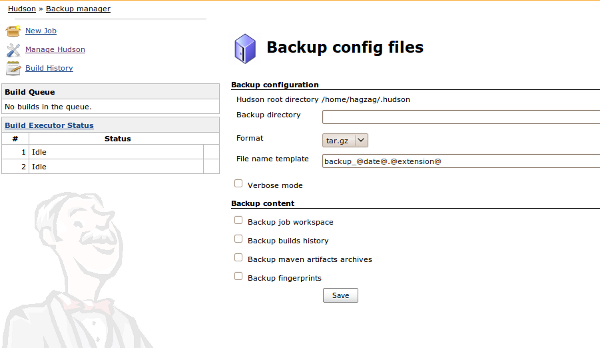 Hudson » Backup manager
New Job
Manage Hudson
Build History
Build Queue
No builds in the queue.
Build Executor Status
# Status
1 Idle
2 Idle
Backup config files
Backup configuration
Hudson root directory /home/hagzag/.hudson
Backup directory
Format tar.gz
File name template backup_@date@.@extension@
Verbose mode
Backup content
Backup job workspace
Backup builds history
Backup maven artifacts archives
Backup fingerprints
Save